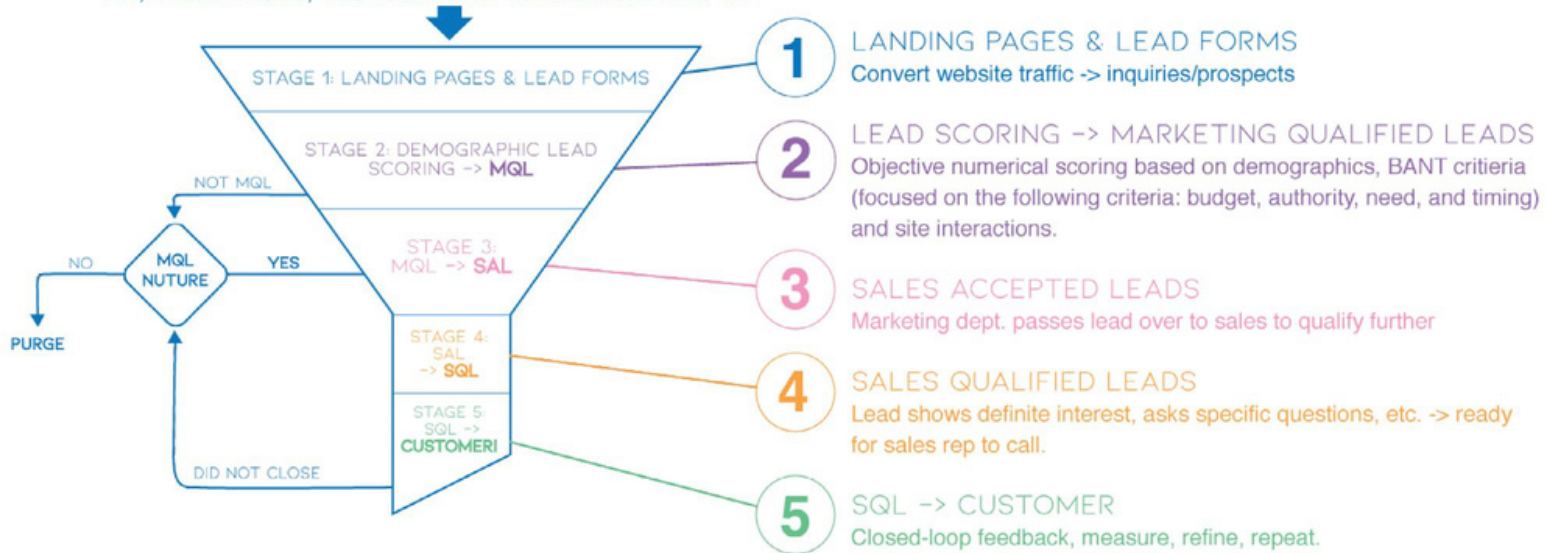 STAGE 1: LANDING PAGES & LEAD FORMS
STAGE 2: DEMOGRAPHIC LEAD
SCORING -> MQL
NOT MQL
STAGE 3:
MQL -> SAL
NO
MQL
NUTURE
YES
PURGE
STAGE 4:
SAL
-> SQL
STAGE 5:
SQL ->
CUSTOMER!
DID NOT CLOSE
1
LANDING PAGES & LEAD FORMS
Convert website traffic -> inquiries/prospects
2
LEAD SCORING -> MARKETING QUALIFIED LEADS
Objective numerical scoring based on demographics, BANT critieria
(focused on the following criteria: budget, authority, need, and timing)
and site interactions.
3
SALES ACCEPTED LEADS
Marketing dept. passes lead over to sales to qualify further
4
SALES QUALIFIED LEADS
Lead shows definite interest, asks specific questions, etc. -> ready
for sales rep to call.
5
SQL -> CUSTOMER
Closed-loop feedback, measure, refine, repeat.